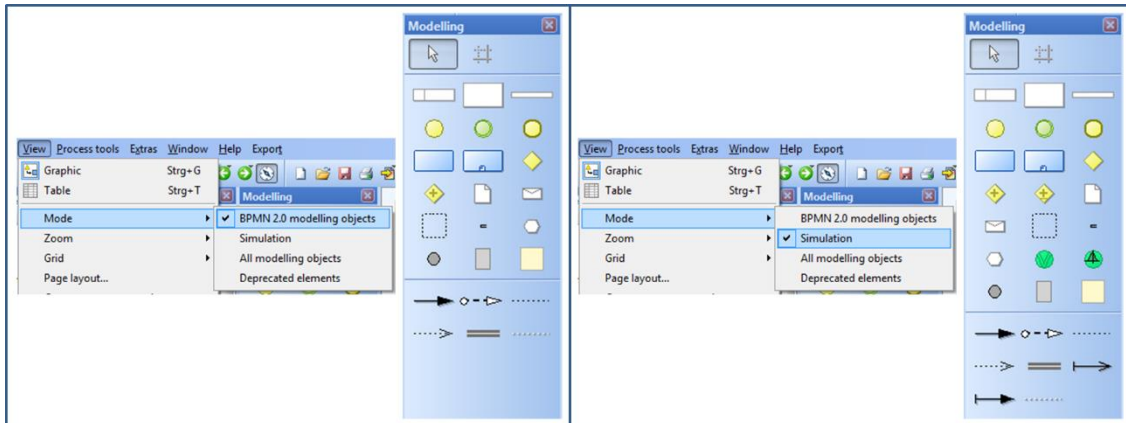 Modelling
View Process tools Extras Window Help Export
Graphic Strg+G
Table Strg+T
Modelling
Mode
BPMN 2.0 modelling objects
Zoom
Simulation
Grid
All modelling objects
Page layout...
Deprecated elements
Modelling
View Process tools Extras Window Help Export
Graphic Strg+G
Table Strg+T
Modelling
Mode
BPMN 2.0 modelling objects
Zoom
Simulation
Grid
All modelling objects
Page layout...
Deprecated elements